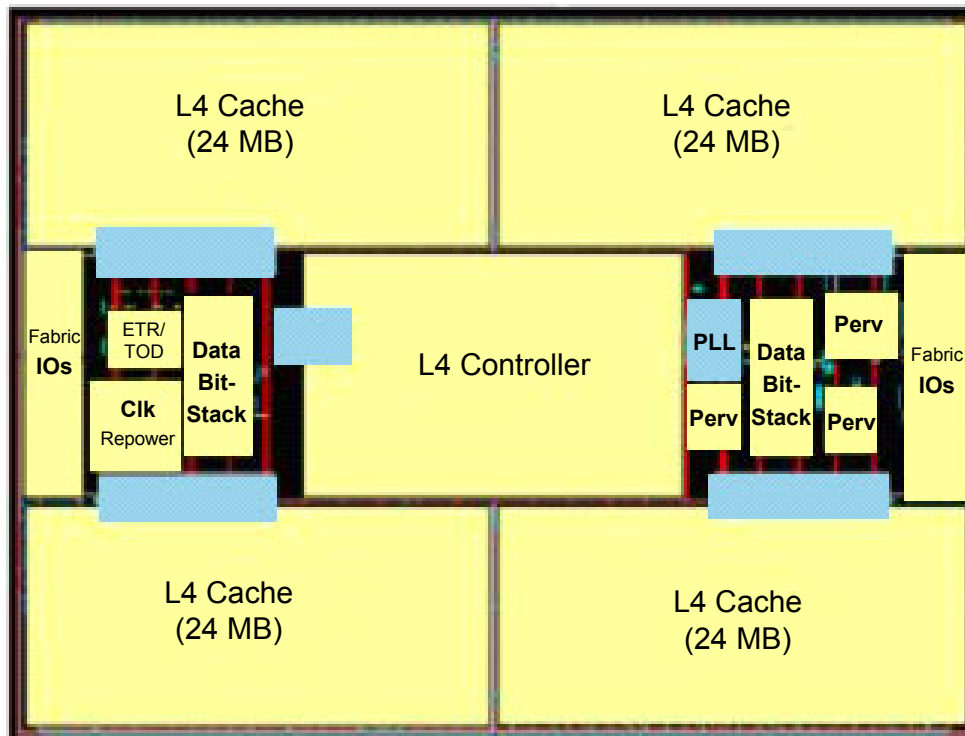 L4 Cache
(24 MB)
L4 Cache
(24 MB)
Fabric
IOs
ETR/
TOD
Clk
Repower
Data
Bit-
Stack
L4 Controller
PLL
Perv
Data
Bit-
Stack
Perv
Perv
Fabric
IOs
L4 Cache
(24 MB)
L4 Cache
(24 MB)